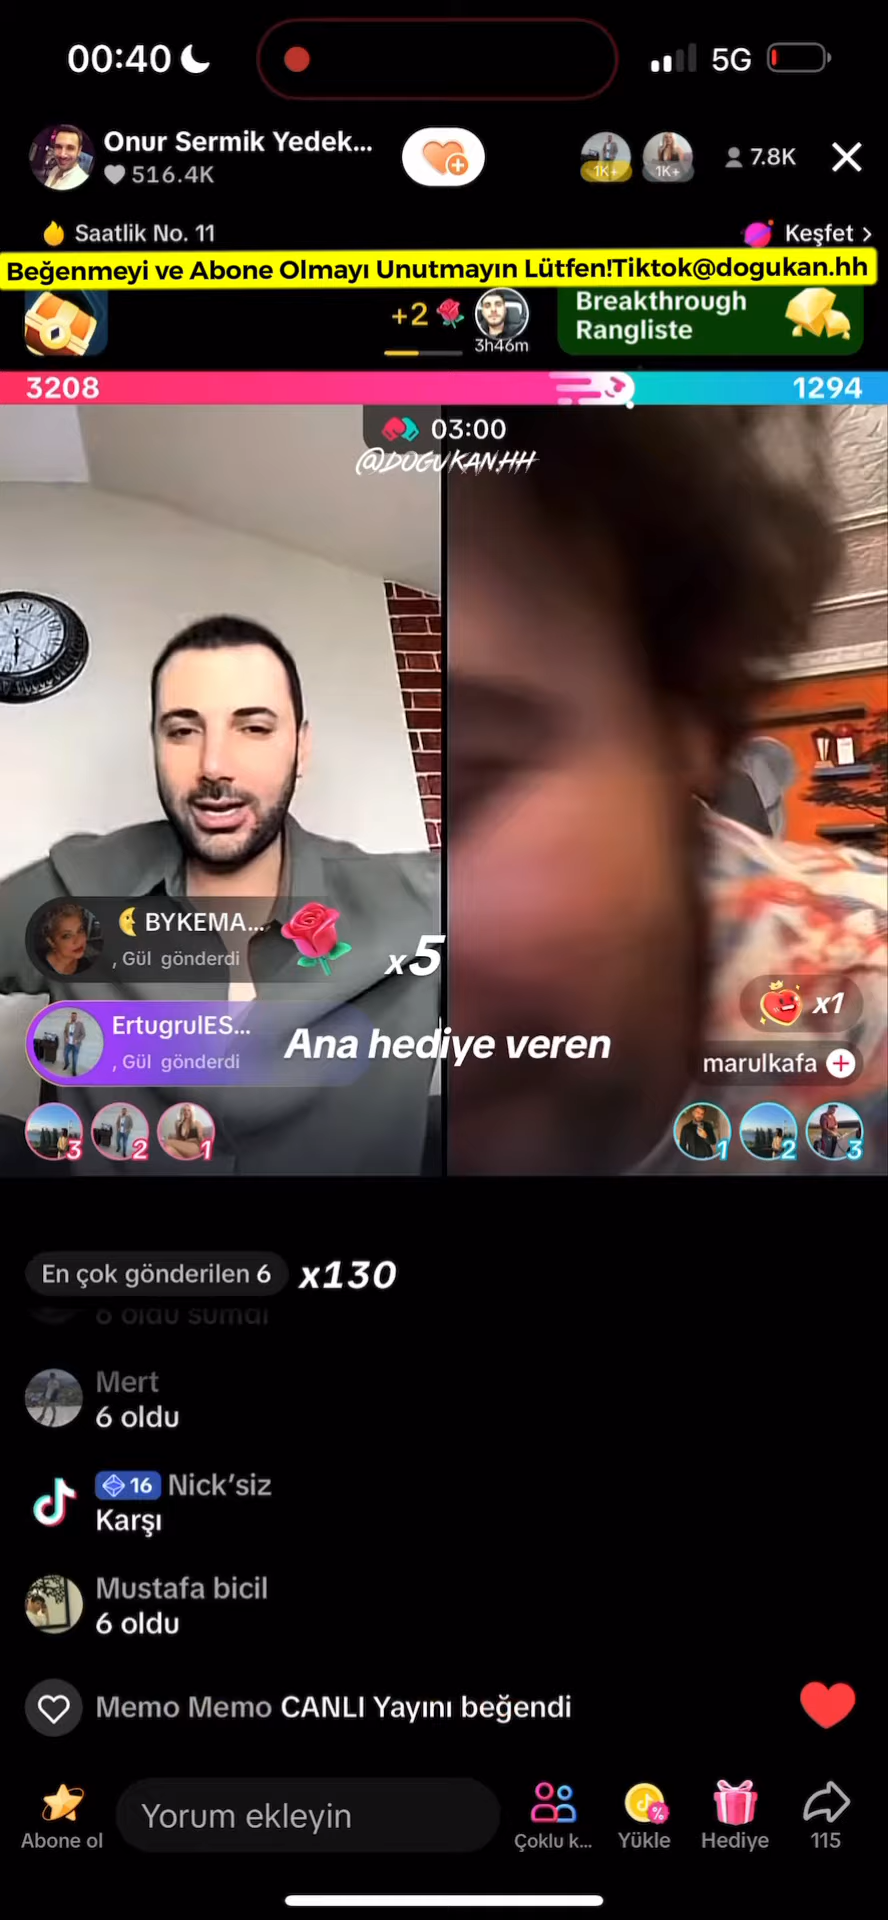 00:40
5G
Onur Sermik Yedek...
516.4K
1K+
1K+
7.8K
Saatlik No. 11
Keşfet >
Beğenmeyi ve Abone Olmayı Unutmayın Lütfen!Tiktok@dogukan.hh
+2
3h46m
Breakthrough
Rangliste
3208
1294
03:00
@DOGUKAN.HH
BYKEMA...
, Gül gönderdi
x5
ErtugrulES...
, Gül gönderdi
Ana hediye veren
x1
marulkafa
3
2
1
1
2
3
En çok gönderilen 6
x130
6 oldu sumdi
Mert
6 oldu
16 Nick'siz
Karşı
Mustafa bicil
6 oldu
Memo Memo CANLI Yayını beğendi
Abone ol
Yorum ekleyin
Çoklu k...
Yükle
Hediye
115